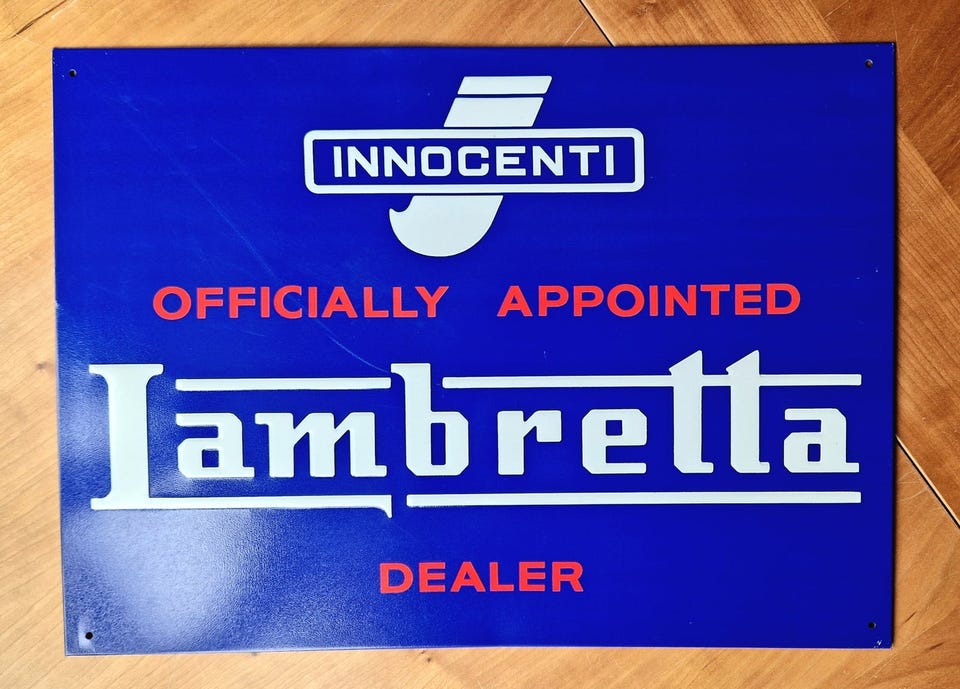 INNOCENTI
OFFICIALLY APPOINTED
Lambretta
DEALER